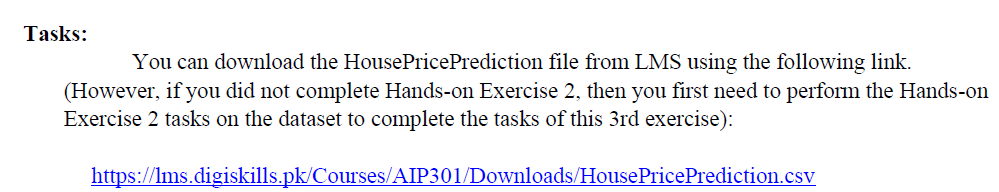 Tasks:
You can download the HousePricePrediction file from LMS using the following link.
(However, if you did not complete Hands-on Exercise 2, then you first need to perform the Hands-on
Exercise 2 tasks on the dataset to complete the tasks of this 3rd exercise):
https://lms.digiskills.pk/Courses/AIP301/Downloads/HousePricePrediction.csv